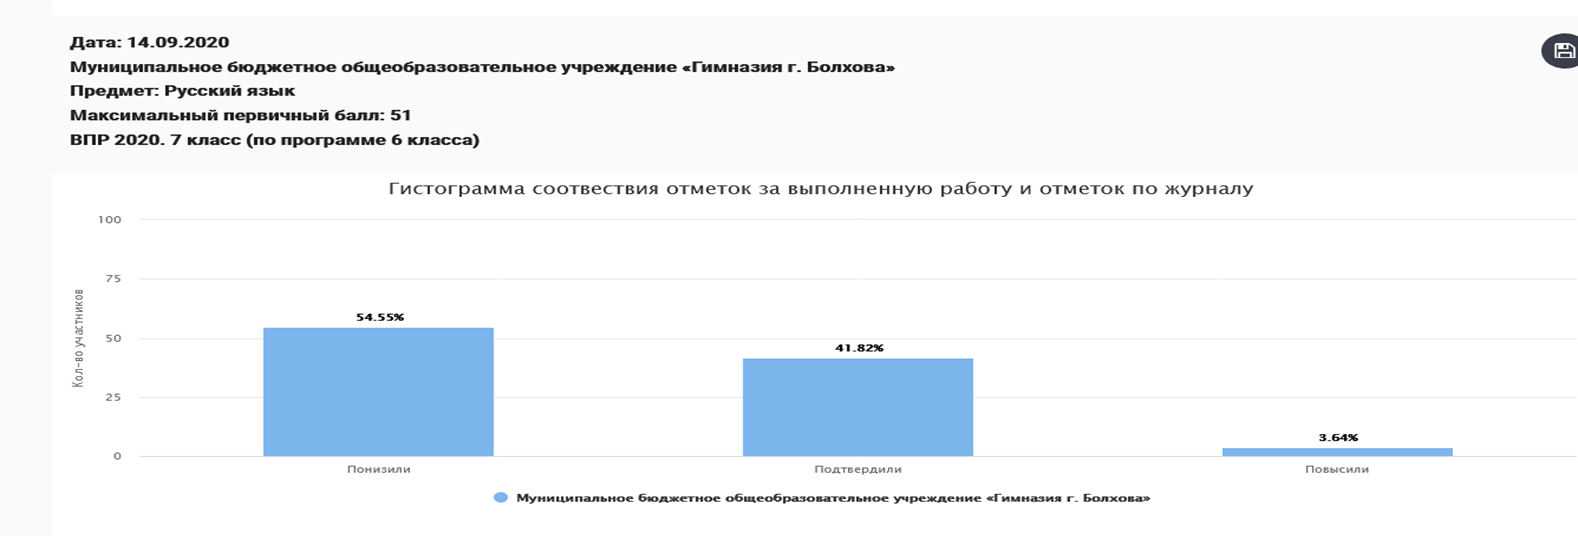 Дата: 14.09.2020
Муниципальное бюджетное общеобразовательное учреждение «Гимназия г. Болхова»
Предмет: Русский язык
Максимальный первичный балл: 51
ВПР 2020. 7 класс (по программе 6 класса)
Гистограмма соотвествия отметок за выполненную работу и отметок по журналу
100
75
50
25
0
Кол-во участников
54.55%
41.82%
3.64%
Понизили
Подтвердили
Повысили
Муниципальное бюджетное общеобразовательное учреждение «Гимназия г. Болхова»